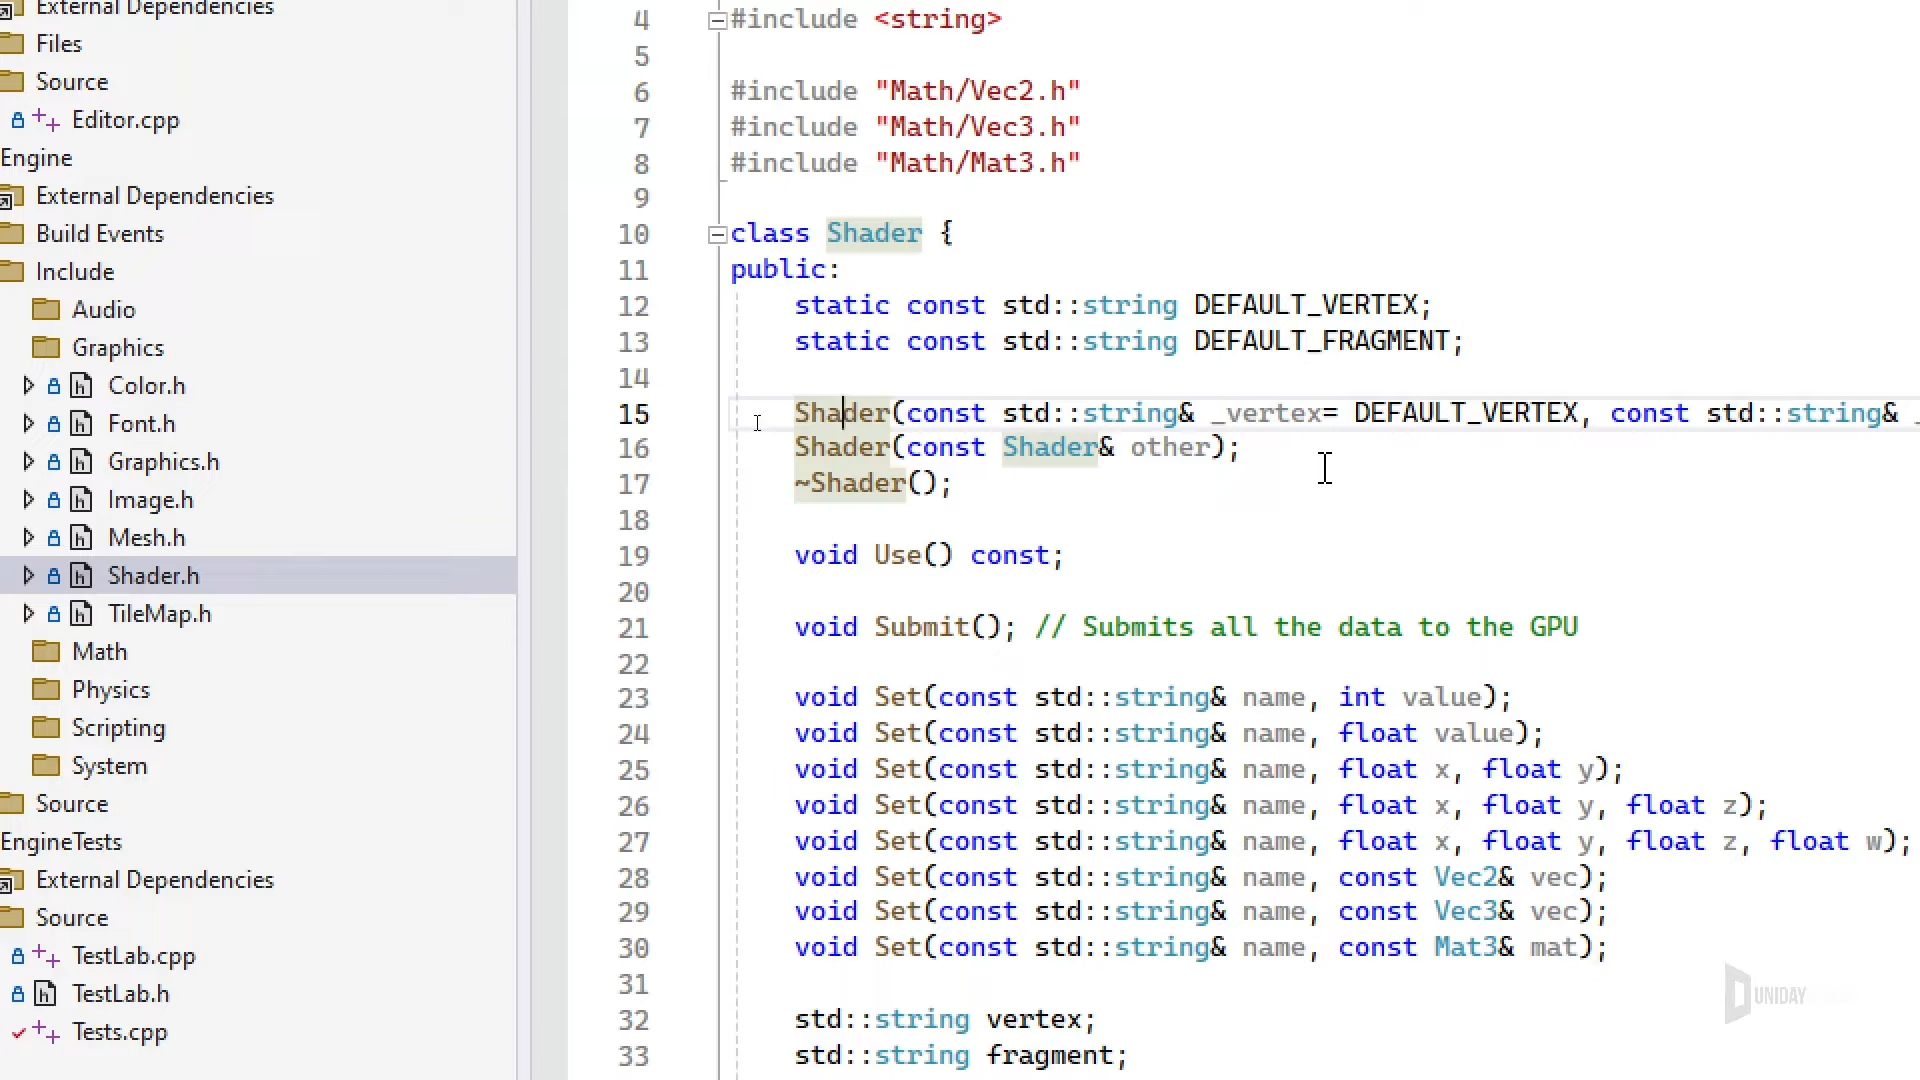 External Dependencies
Files
Source
Editor.cpp
Engine
External Dependencies
Build Events
Include
Audio
Graphics
Color.h
Font.h
Graphics.h
Image.h
Mesh.h
Shader.h
TileMap.h
Math
Physics
Scripting
System
Source
EngineTests
External Dependencies
Source
TestLab.cpp
TestLab.h
Tests.cpp
4 #include <string>
5
6 #include "Math/Vec2.h"
7 #include "Math/Vec3.h"
8 #include "Math/Mat3.h"
9
10 class Shader {
11 public:
12 static const std::string DEFAULT_VERTEX;
13 static const std::string DEFAULT_FRAGMENT;
14
15 Shader(const std::string& _vertex= DEFAULT_VERTEX, const std::string& _
16 Shader(const Shader& other);
17 ~Shader();
18
19 void Use() const;
20
21 void Submit(); // Submits all the data to the GPU
22
23 void Set(const std::string& name, int value);
24 void Set(const std::string& name, float value);
25 void Set(const std::string& name, float x, float y);
26 void Set(const std::string& name, float x, float y, float z);
27 void Set(const std::string& name, float x, float y, float z, float w);
28 void Set(const std::string& name, const Vec2& vec);
29 void Set(const std::string& name, const Vec3& vec);
30 void Set(const std::string& name, const Mat3& mat);
31
32 std::string vertex;
33 std::string fragment;
UNIDAY